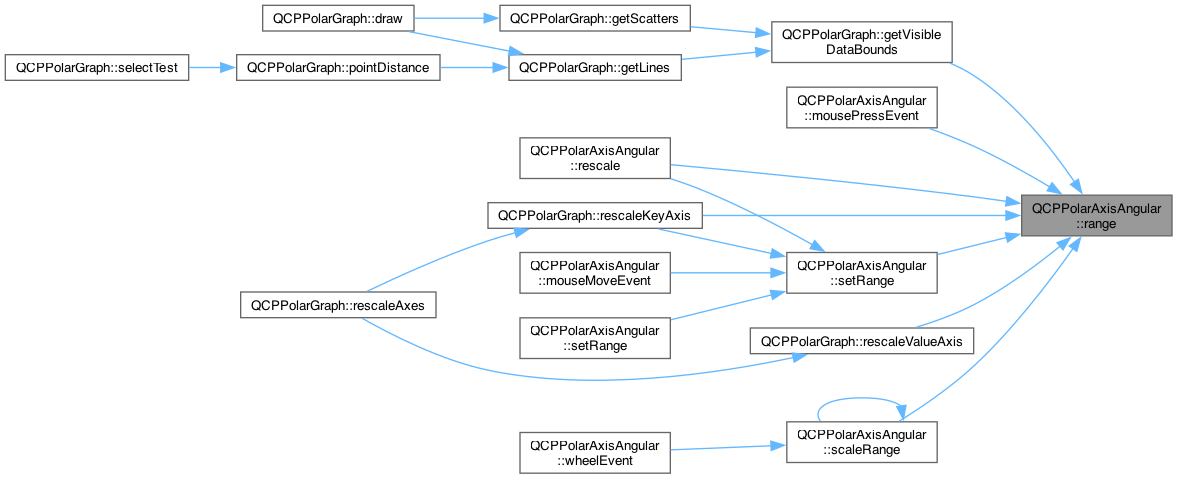 QCPPolarGraph::draw
QCPPolarGraph::getScatters
QCPPolarGraph::getVisible
DataBounds
QCPPolarGraph::selectTest
QCPPolarGraph::pointDistance
QCPPolarGraph::getLines
QCPPolarAxisAngular
::mousePressEvent
QCPPolarAxisAngular
::rescale
QCPPolarAxisAngular
::range
QCPPolarGraph::rescaleKeyAxis
QCPPolarAxisAngular
::mouseMoveEvent
QCPPolarAxisAngular
::setRange
QCPPolarGraph::rescaleAxes
QCPPolarAxisAngular
::setRange
QCPPolarGraph::rescaleValueAxis
QCPPolarAxisAngular
::wheelEvent
QCPPolarAxisAngular
::scaleRange